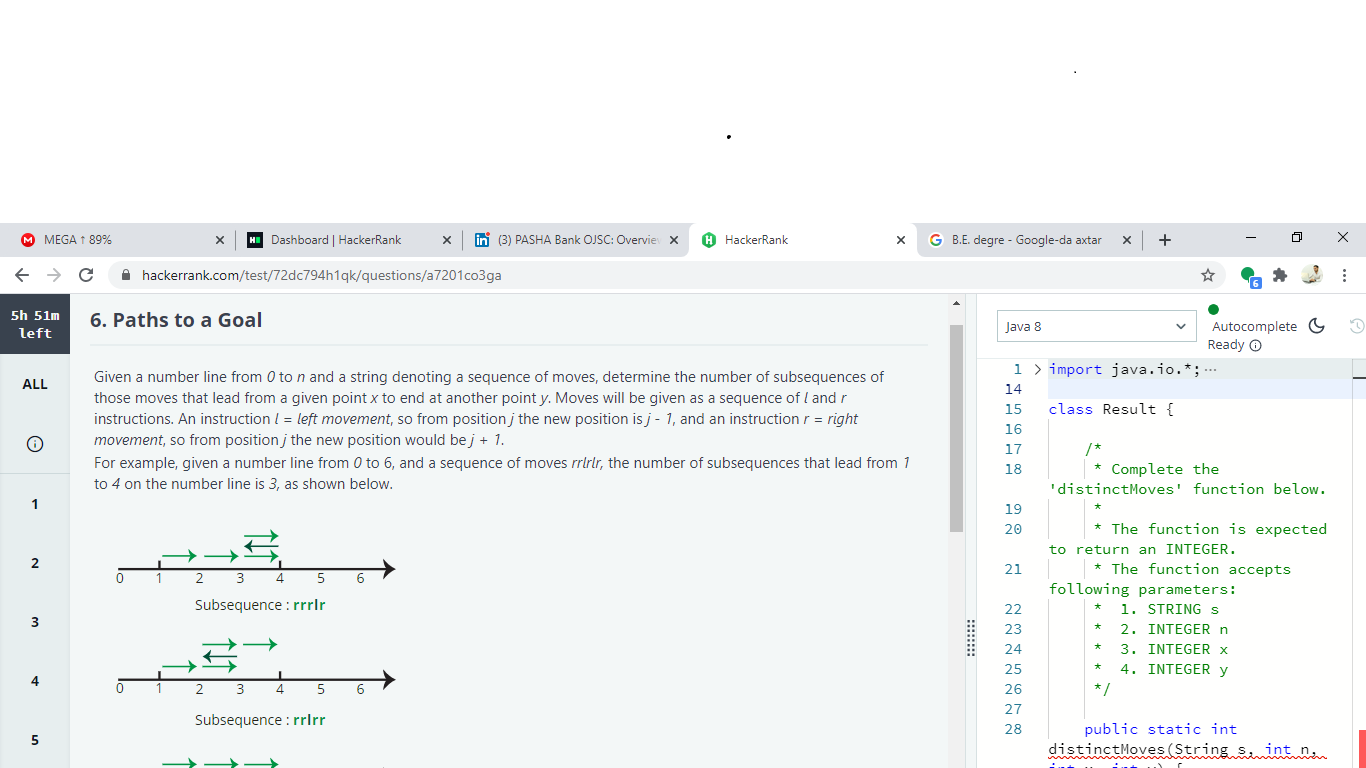 MEGA ↑ 89%
Dashboard | HackerRank
(3) PASHA Bank OJSC: Overvie
HackerRank
B.E. degre - Google-da axtar
hackerrank.com/test/72dc794h1qk/questions/a7201co3ga
6
5h 51m
left
ALL
1
2
3
4
5
6. Paths to a Goal
Given a number line from 0 to n and a string denoting a sequence of moves, determine the number of subsequences of
those moves that lead from a given point x to end at another point y. Moves will be given as a sequence of l and r
instructions. An instruction l = left movement, so from position j the new position is j - 1, and an instruction r = right
movement, so from position j the new position would be j + 1.
For example, given a number line from 0 to 6, and a sequence of moves rrlrlr, the number of subsequences that lead from 1
to 4 on the number line is 3, as shown below.
0 1 2 3 4 5 6
Subsequence : rrrlr
0 1 2 3 4 5 6
Subsequence : rrlrr
Java 8
Autocomplete
Ready
1 import java.io.*;
14
15 class Result {
16
17 /*
18 * Complete the
'distinctMoves' function below.
19 *
20 * The function is expected
to return an INTEGER.
21 * The function accepts
following parameters:
22 * 1. STRING s
23 * 2. INTEGER n
24 * 3. INTEGER x
25 * 4. INTEGER y
26 */
27
28 public static int
distinctMoves(String s, int n,